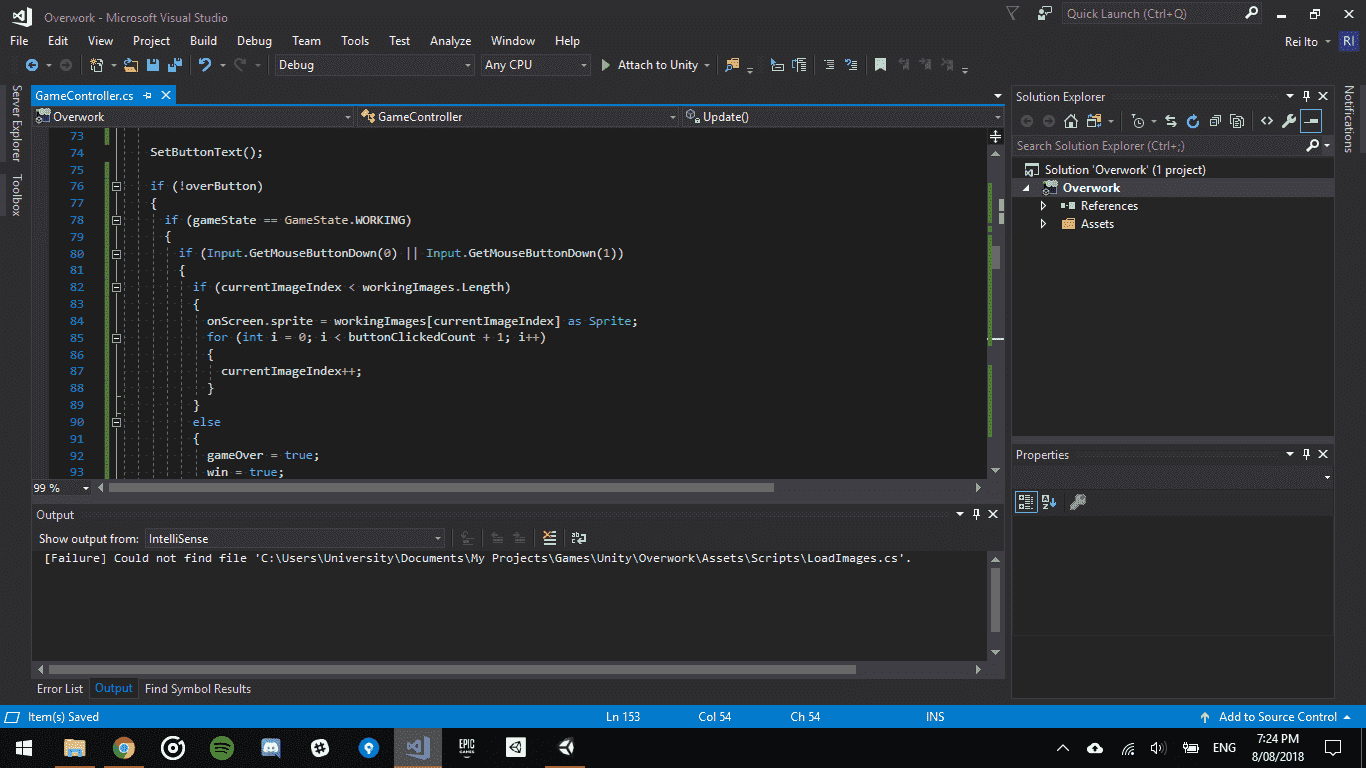 Overwork - Microsoft Visual Studio
Quick Launch (Ctrl+Q)
File Edit View Project Build Debug Team Tools Test Analyze Window Help
Rei Ito
RI
Debug
Any CPU
Attach to Unity
Server Explorer
Toolbox
GameController.cs
Overwork
GameController
Update()
73
74 SetButtonText();
75
76 if (!overButton)
77 {
78 if (gameState == GameState.WORKING)
79 {
80 if (Input.GetMouseButtonDown(0) || Input.GetMouseButtonDown(1))
81 {
82 if (currentImageIndex < workingImages.Length)
83 {
84 onScreen.sprite = workingImages[currentImageIndex] as Sprite;
85 for (int i = 0; i < buttonClickedCount + 1; i++)
86 {
87 currentImageIndex++;
88 }
89 }
90 else
91 {
92 gameOver = true;
93 win = true;
99 %
Output
Show output from: IntelliSense
[Failure] Could not find file 'C:\Users\University\Documents\My Projects\Games\Unity\Overwork\Assets\Scripts\LoadImages.cs'.
Error List Output Find Symbol Results
Solution Explorer
Search Solution Explorer (Ctrl+;)
Solution 'Overwork' (1 project)
Overwork
References
Assets
Properties
Notifications
Item(s) Saved
Ln 153
Col 54
Ch 54
INS
Add to Source Control
EPIC GAMES
ENG
7:24 PM
8/08/2018